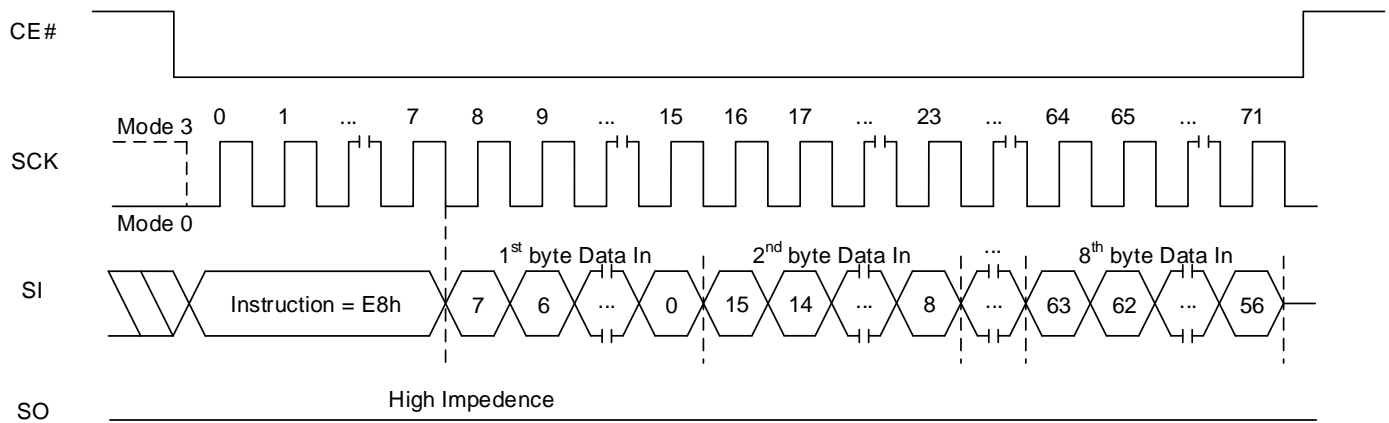 CE#
Mode 3 0 1 ... 7 8 9 ... 15 16 17 ... 23 ... 64 65 ... 71
SCK
Mode 0
1st byte Data In 2nd byte Data In ... 8th byte Data In
SI Instruction = E8h 7 6 ... 0 15 14 ... 8 ... 63 62 ... 56
High Impedence
SO